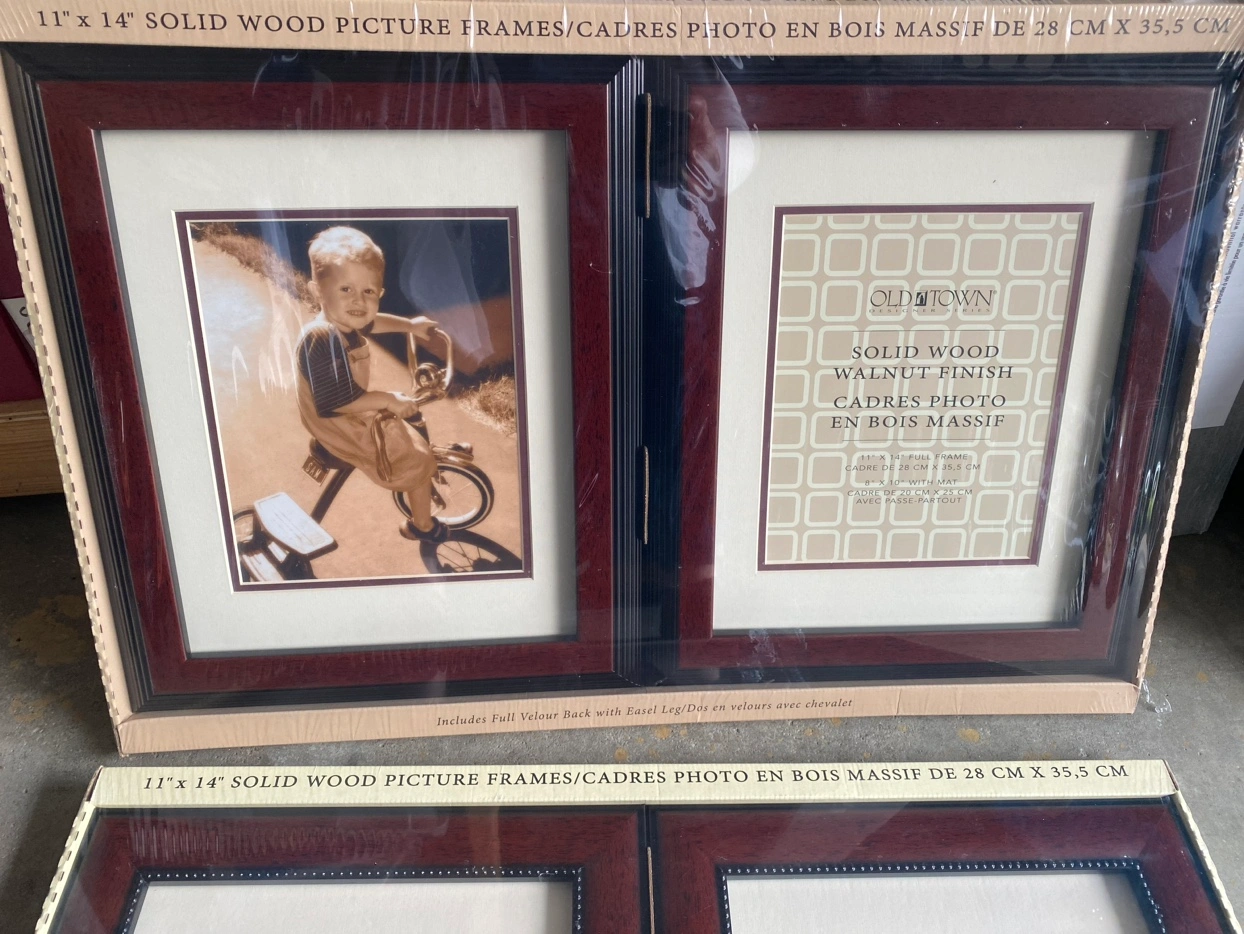 11" x 14" SOLID WOOD PICTURE FRAMES/CADRES PHOTO EN BOIS MASSIF DE 28 CM X 35,5 CM
OLD TOWN
DESIGNER SERIES
SOLID WOOD
WALNUT FINISH
CADRES PHOTO
EN BOIS MASSIF
11" X 14" FULL FRAME
CADRE DE 28 CM X 35,5 CM
8" X 10" WITH MAT
CADRE DE 20 CM X 25 CM
AVEC PASSE-PARTOUT
Includes Full Velour Back with Easel Leg/Dos en velours avec chevalet
11" x 14" SOLID WOOD PICTURE FRAMES/CADRES PHOTO EN BOIS MASSIF DE 28 CM X 35,5 CM